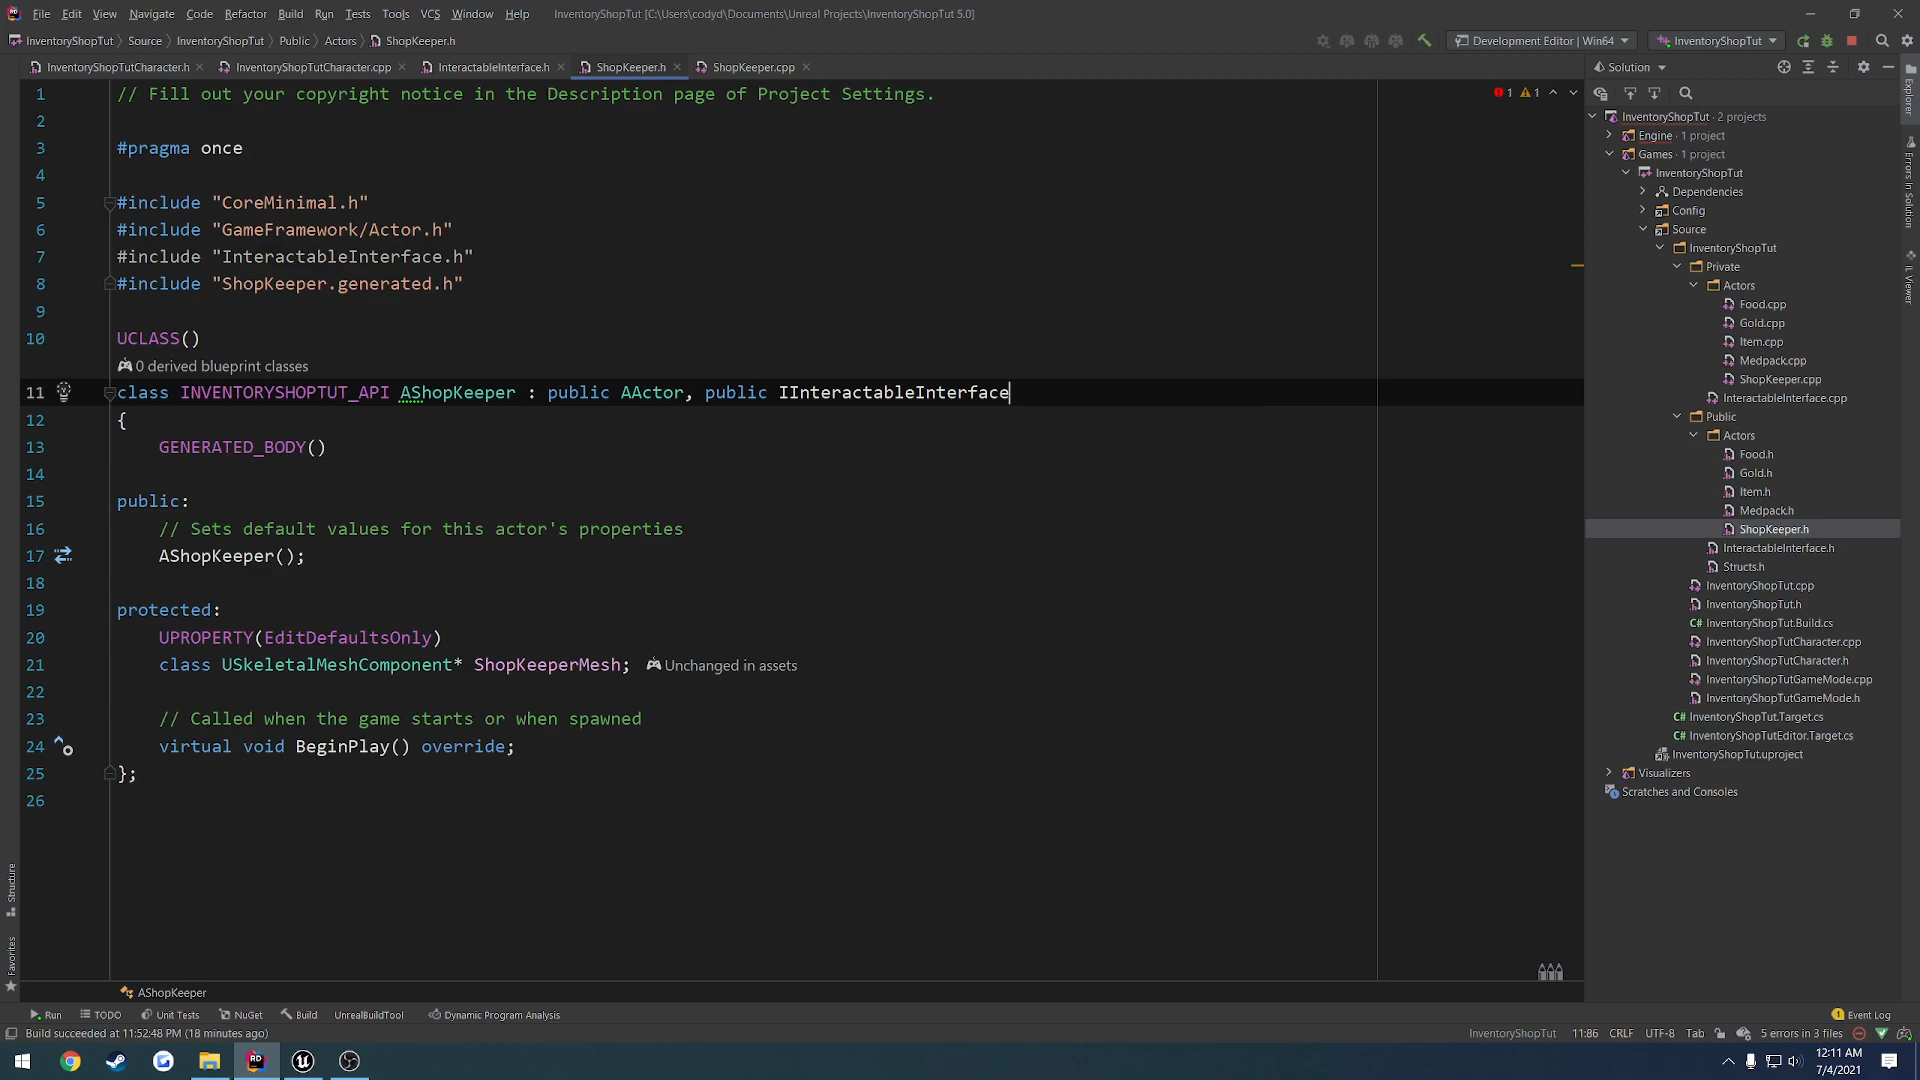 File Edit View Navigate Code Refactor Build Run Tests Tools VCS Window Help InventoryShopTut [C:\Users\codyd\Documents\Unreal Projects\InventoryShopTut 5.0]
InventoryShopTut Source InventoryShopTut Public Actors ShopKeeper.h Development Editor | Win64 InventoryShopTut
InventoryShopTutCharacter.h InventoryShopTutCharacter.cpp InteractableInterface.h ShopKeeper.h ShopKeeper.cpp Solution
1 // Fill out your copyright notice in the Description page of Project Settings. 1 1
2
3 #pragma once
4
5 #include "CoreMinimal.h"
6 #include "GameFramework/Actor.h"
7 #include "InteractableInterface.h"
8 #include "ShopKeeper.generated.h"
9
10 UCLASS()
0 derived blueprint classes
11 class INVENTORYSHOPTUT_API AShopKeeper : public AActor, public IInteractableInterface
12 {
13 GENERATED_BODY()
14
15 public:
16 // Sets default values for this actor's properties
17 AShopKeeper();
18
19 protected:
20 UPROPERTY(EditDefaultsOnly)
21 class USkeletalMeshComponent* ShopKeeperMesh; Unchanged in assets
22
23 // Called when the game starts or when spawned
24 virtual void BeginPlay() override;
25 };
26
InventoryShopTut · 2 projects
Engine · 1 project
Games · 1 project
InventoryShopTut
Dependencies
Config
Source
InventoryShopTut
Private
Actors
Food.cpp
Gold.cpp
Item.cpp
Medpack.cpp
ShopKeeper.cpp
InteractableInterface.cpp
Public
Actors
Food.h
Gold.h
Item.h
Medpack.h
ShopKeeper.h
InteractableInterface.h
Structs.h
InventoryShopTut.cpp
InventoryShopTut.h
InventoryShopTut.Build.cs
InventoryShopTutCharacter.cpp
InventoryShopTutCharacter.h
InventoryShopTutGameMode.cpp
InventoryShopTutGameMode.h
InventoryShopTut.Target.cs
InventoryShopTutEditor.Target.cs
InventoryShopTut.uproject
Visualizers
Scratches and Consoles
Explorer
Errors In Solution
IL Viewer
Structure
Favorites
AShopKeeper
Run TODO Unit Tests NuGet Build UnrealBuildTool Dynamic Program Analysis 1 Event Log
Build succeeded at 11:52:48 PM (18 minutes ago) InventoryShopTut 11:86 CRLF UTF-8 Tab 5 errors in 3 files
RD
12:11 AM
7/4/2021